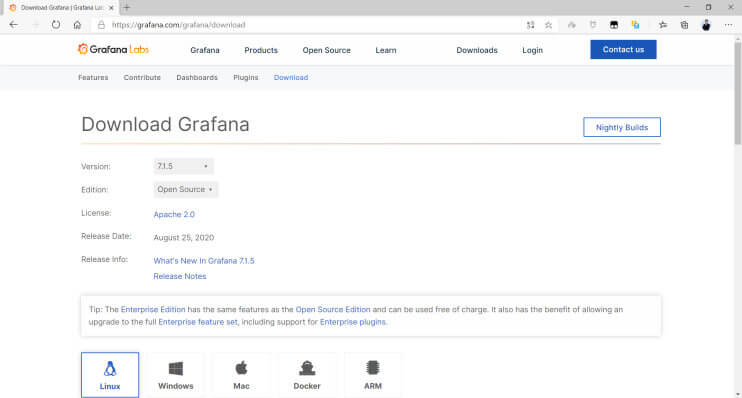 Download Grafana | Grafana Lab
https://grafana.com/grafana/download
Grafana Labs
Grafana Products Open Source Learn Downloads Login Contact us
Features Contribute Dashboards Plugins Download
Download Grafana
Nightly Builds
Version: 7.1.5
Edition: Open Source
License: Apache 2.0
Release Date: August 25, 2020
Release Info: What's New In Grafana 7.1.5
Release Notes
Tip: The Enterprise Edition has the same features as the Open Source Edition and can be used free of charge. It also has the benefit of allowing an
upgrade to the full Enterprise feature set, including support for Enterprise plugins.
Linux Windows Mac Docker ARM